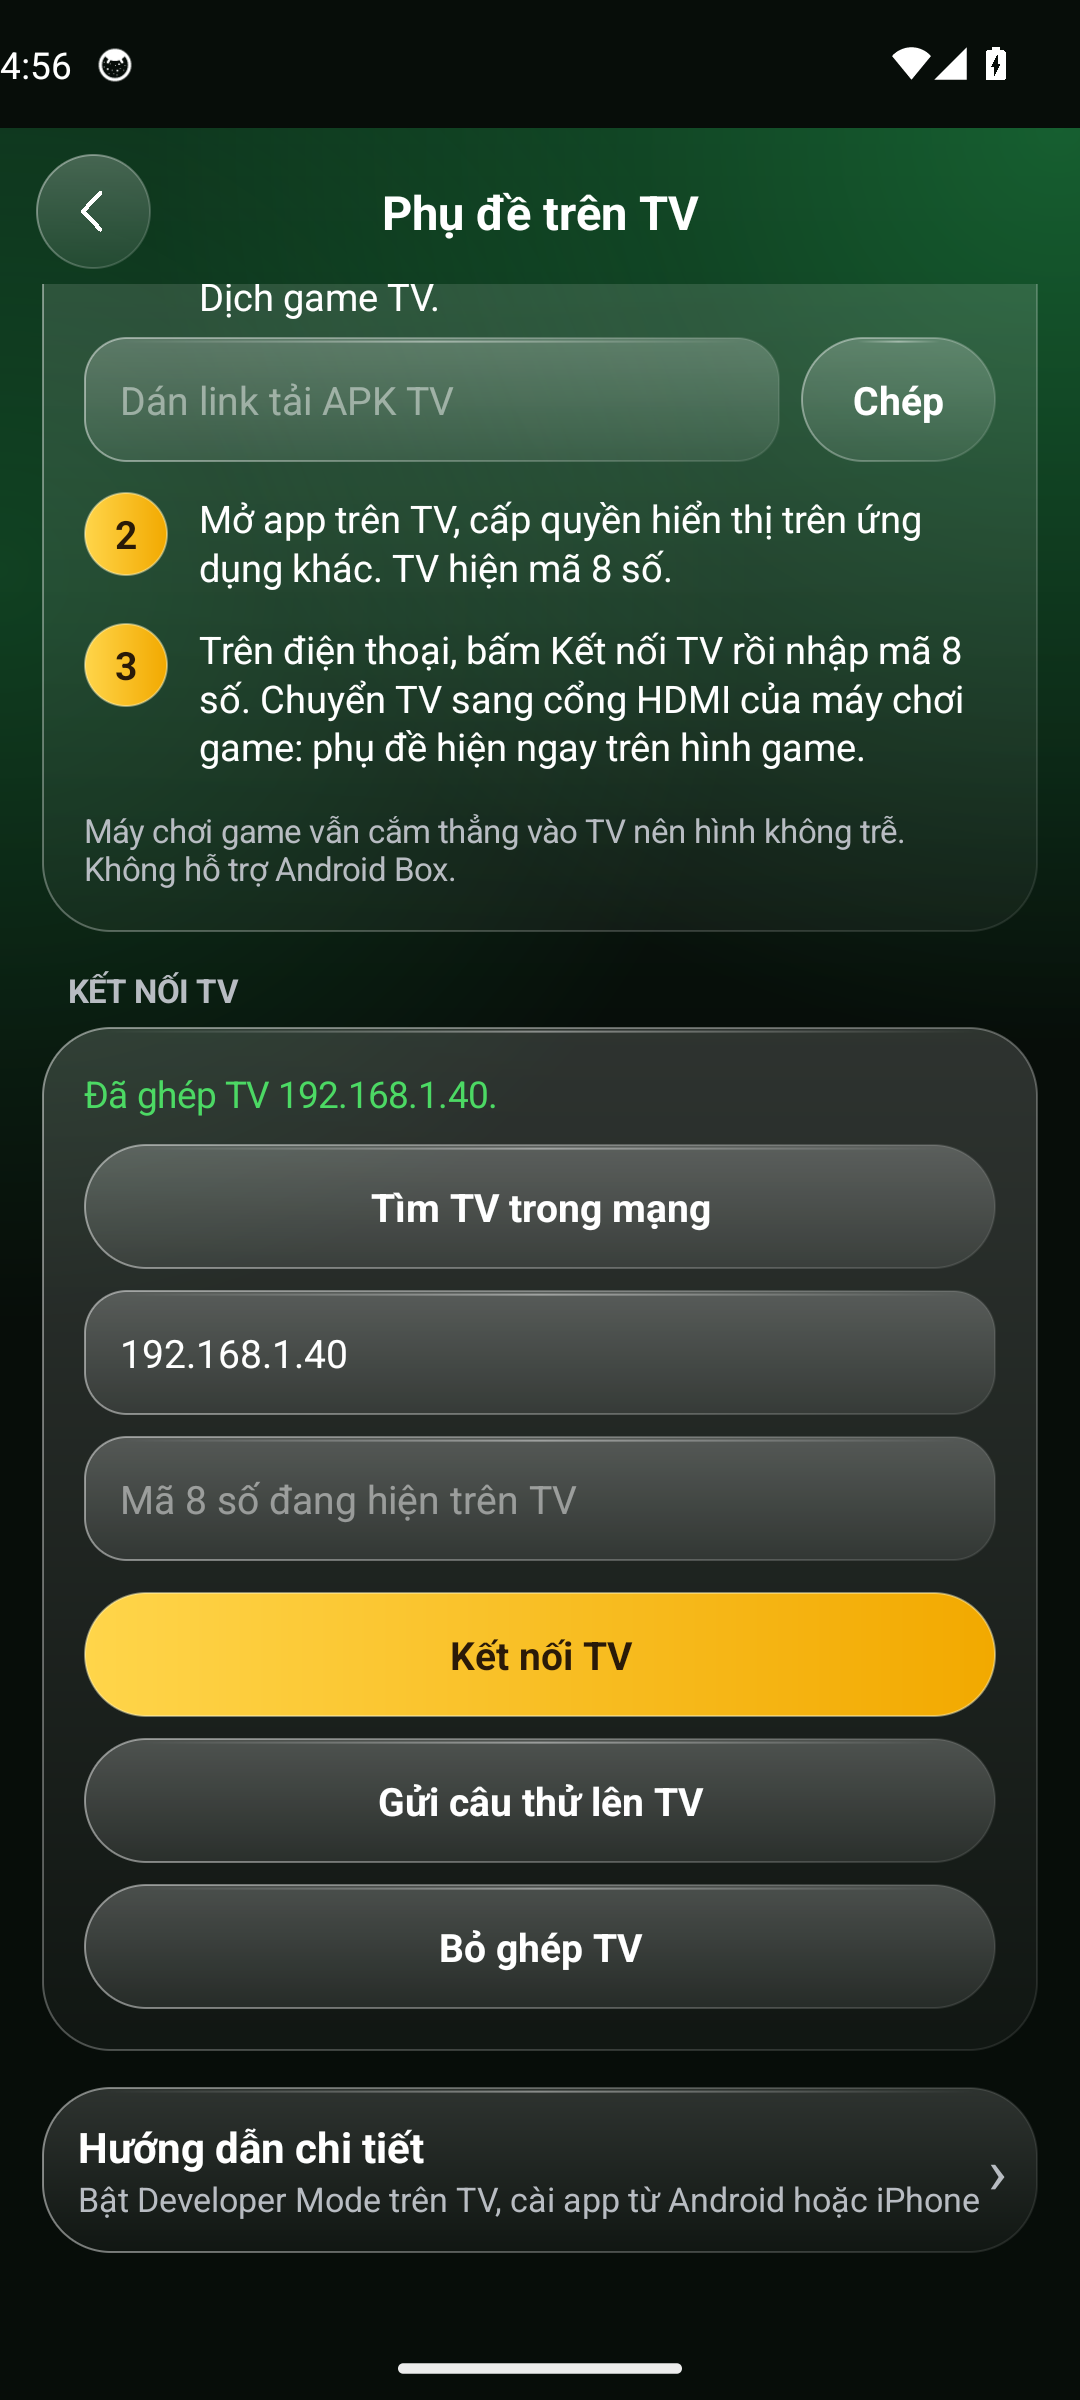 4:56
Phụ đề trên TV
Dịch game TV.
Dán link tải APK TV
Chép
2
Mở app trên TV, cấp quyền hiển thị trên ứng
dụng khác. TV hiện mã 8 số.
3
Trên điện thoại, bấm Kết nối TV rồi nhập mã 8
số. Chuyển TV sang cổng HDMI của máy chơi
game: phụ đề hiện ngay trên hình game.
Máy chơi game vẫn cắm thẳng vào TV nên hình không trễ.
Không hỗ trợ Android Box.
KẾT NỐI TV
Đã ghép TV 192.168.1.40.
Tìm TV trong mạng
192.168.1.40
Mã 8 số đang hiện trên TV
Kết nối TV
Gửi câu thử lên TV
Bỏ ghép TV
Hướng dẫn chi tiết
Bật Developer Mode trên TV, cài app từ Android hoặc iPhone